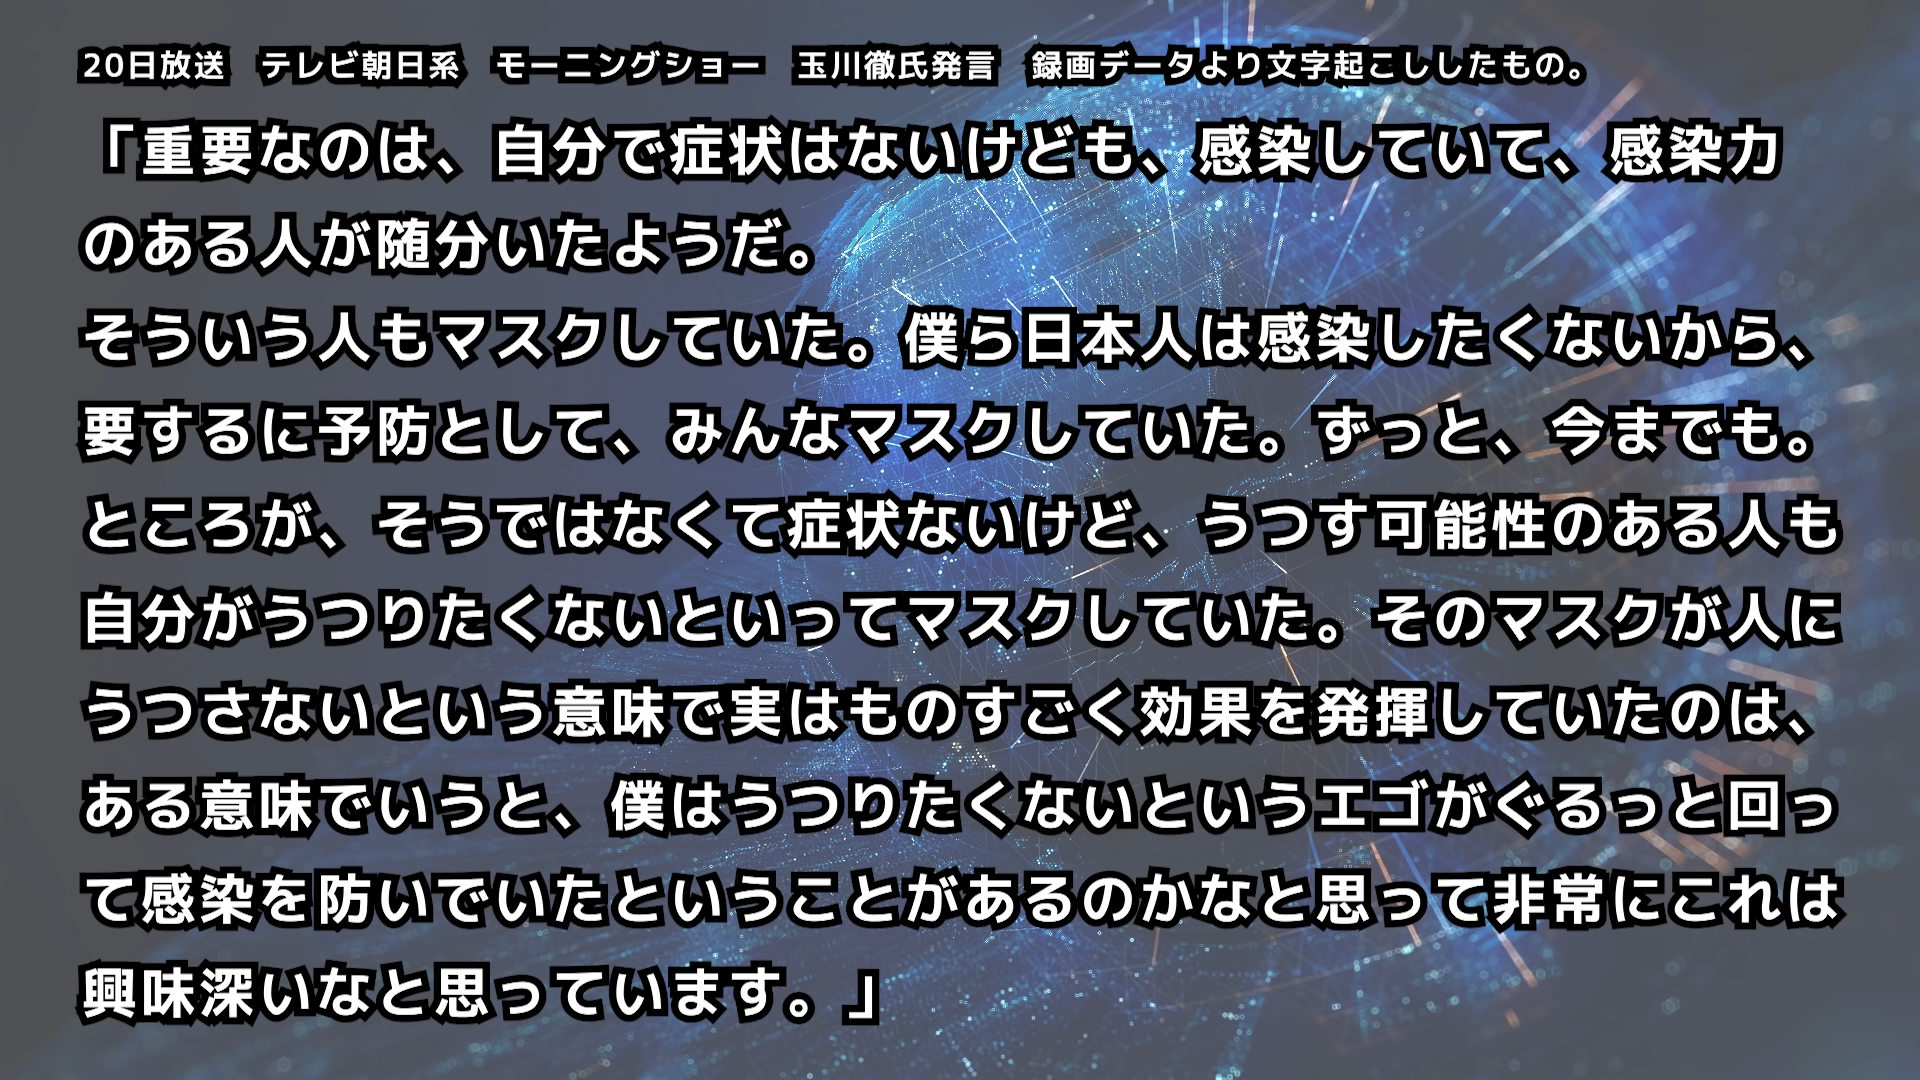 20日放送　テレビ朝日系　モーニングショー　玉川徹氏発言　録画データより文字起こししたもの。
「重要なのは、自分で症状はないけども、感染していて、感染力
のある人が随分いたようだ。
そういう人もマスクしていた。僕ら日本人は感染したくないから、
要するに予防として、みんなマスクしていた。ずっと、今までも。
ところが、そうではなくて症状ないけど、うつす可能性のある人も
自分がうつりたくないといってマスクしていた。そのマスクが人に
うつさないという意味で実はものすごく効果を発揮していたのは、
ある意味でいうと、僕はうつりたくないというエゴがぐるっと回っ
て感染を防いでいたということがあるのかなと思って非常にこれは
興味深いなと思っています。」